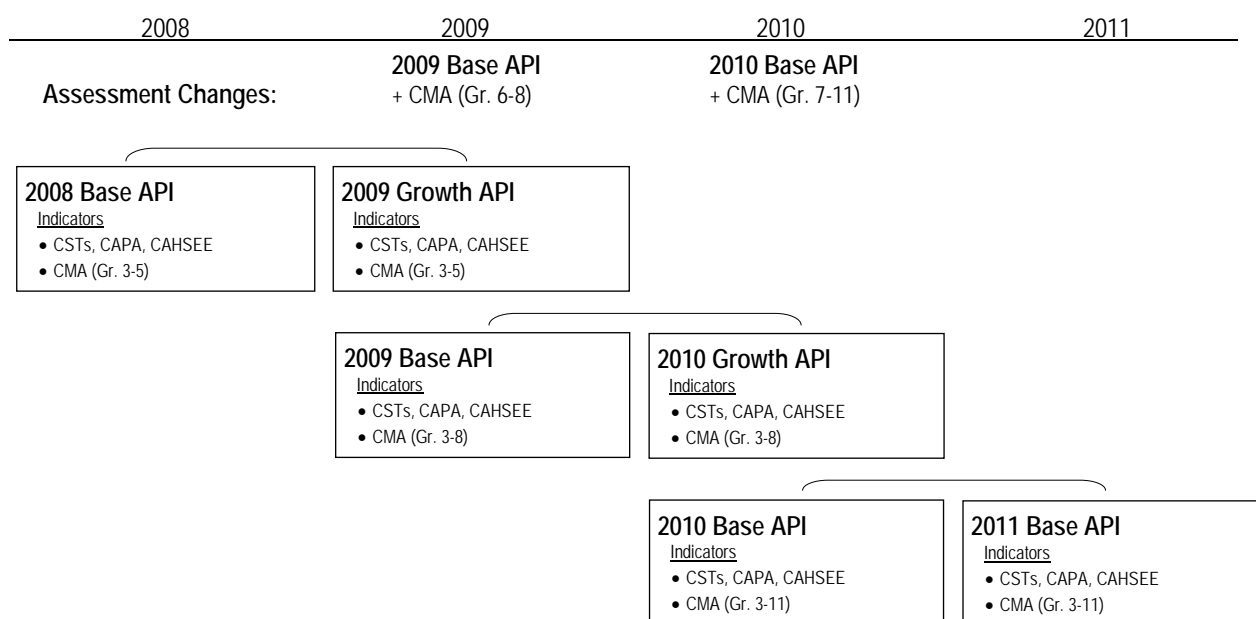 2008 2009 2010 2011
Assessment Changes:
2009 Base API
+ CMA (Gr. 6-8)
2010 Base API
+ CMA (Gr. 7-11)
2008 Base API
Indicators
• CSTs, CAPA, CAHSEE
• CMA (Gr. 3-5)
2009 Growth API
Indicators
• CSTs, CAPA, CAHSEE
• CMA (Gr. 3-5)
2009 Base API
Indicators
• CSTs, CAPA, CAHSEE
• CMA (Gr. 3-8)
2010 Growth API
Indicators
• CSTs, CAPA, CAHSEE
• CMA (Gr. 3-8)
2010 Base API
Indicators
• CSTs, CAPA, CAHSEE
• CMA (Gr. 3-11)
2011 Base API
Indicators
• CSTs, CAPA, CAHSEE
• CMA (Gr. 3-11)